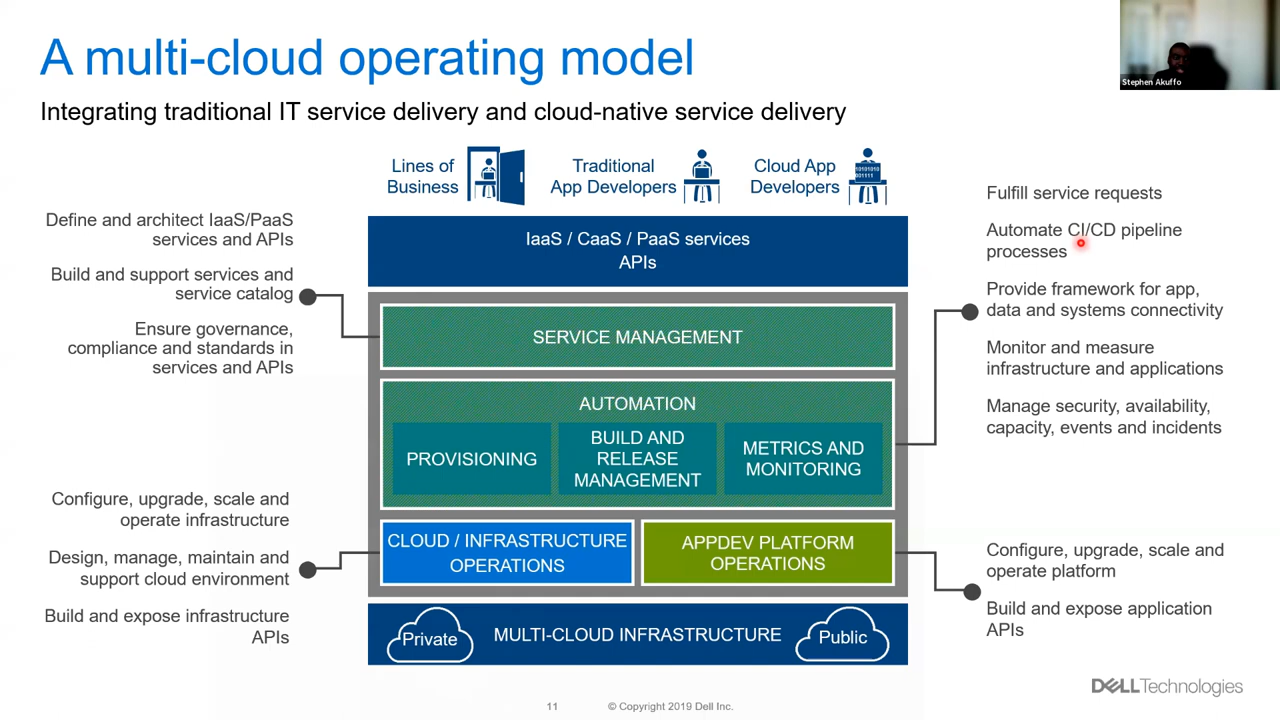 A multi-cloud operating model
Stephen Akuffo
Integrating traditional IT service delivery and cloud-native service delivery
Lines of
Business
Traditional
App Developers
Cloud App
Developers
10101010
001111
Define and architect IaaS/PaaS
services and APIs
Build and support services and
service catalog
Ensure governance,
compliance and standards in
services and APIs
IaaS / CaaS / PaaS services
APIs
SERVICE MANAGEMENT
AUTOMATION
PROVISIONING
BUILD AND
RELEASE
MANAGEMENT
METRICS AND
MONITORING
Fulfill service requests
Automate CI/CD pipeline
processes
Provide framework for app,
data and systems connectivity
Monitor and measure
infrastructure and applications
Manage security, availability,
capacity, events and incidents
Configure, upgrade, scale and
operate infrastructure
Design, manage, maintain and
support cloud environment
Build and expose infrastructure
APIs
CLOUD / INFRASTRUCTURE
OPERATIONS
APPDEV PLATFORM
OPERATIONS
Configure, upgrade, scale and
operate platform
Build and expose application
APIs
Private
MULTI-CLOUD INFRASTRUCTURE
Public
11
© Copyright 2019 Dell Inc.
DELL Technologies